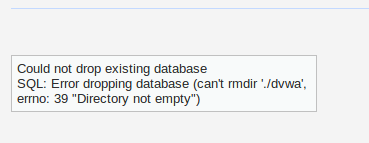 Could not drop existing database
SQL: Error dropping database (can't rmdir './dvwa',
errno: 39 "Directory not empty")